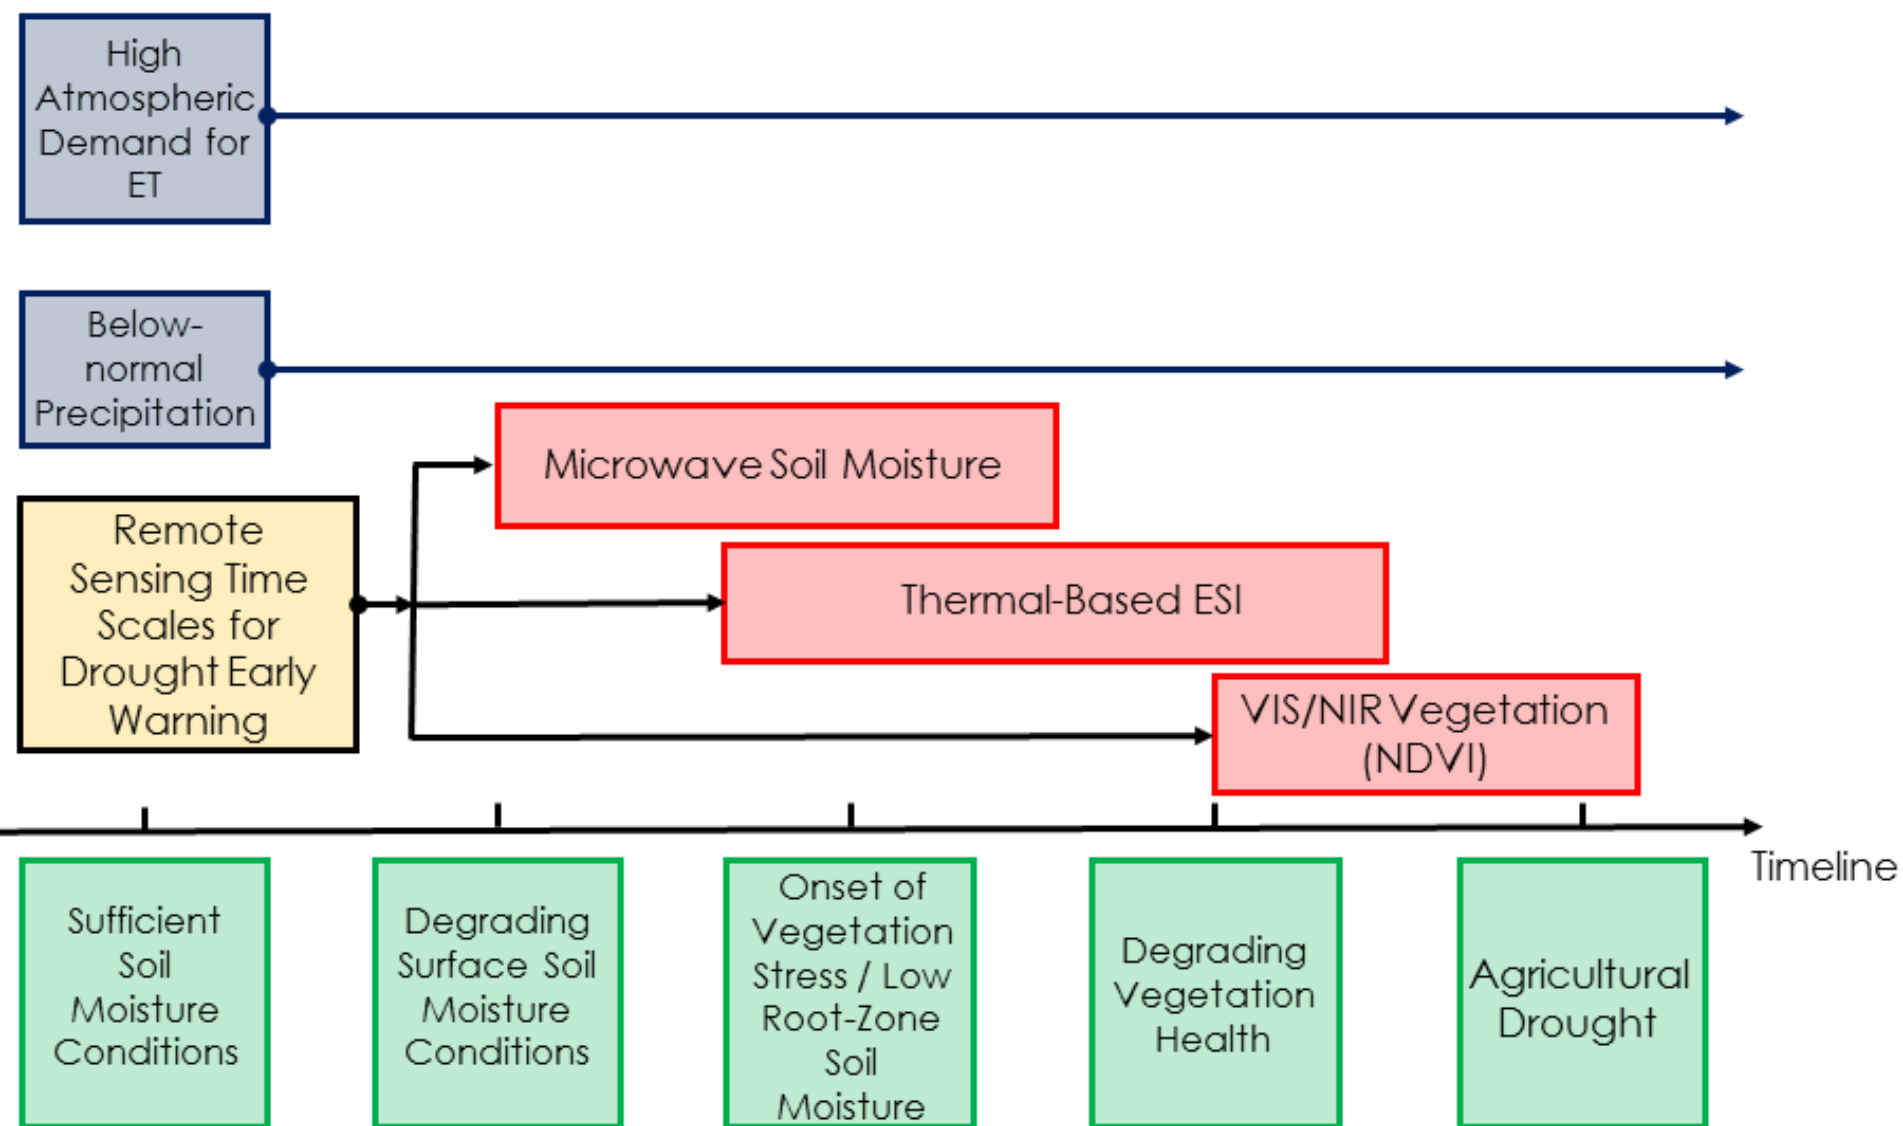 High
Atmospheric
Demand for
ET
Below-
normal
Precipitation
Microwave Soil Moisture
Remote
Sensing Time
Scales for
Drought Early
Warning
Thermal-Based ESI
VIS/NIR Vegetation
(NDVI)
Timeline
Sufficient
Soil
Moisture
Conditions
Degrading
Surface Soil
Moisture
Conditions
Onset of
Vegetation
Stress / Low
Root-Zone
Soil
Moisture
Degrading
Vegetation
Health
Agricultural
Drought